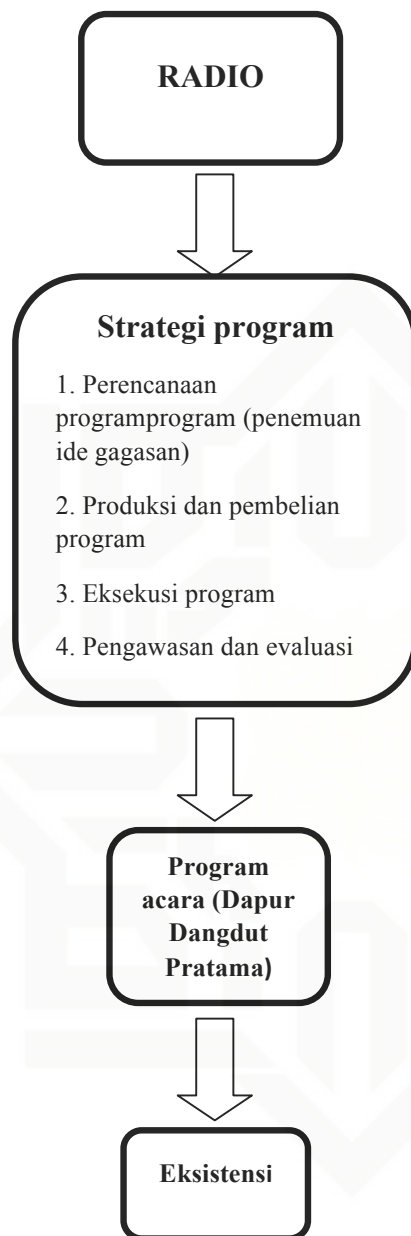 RADIO
Strategi program
1. Perencanaan
programprogram (penemuan
ide gagasan)
2. Produksi dan pembelian
program
3. Eksekusi program
4. Pengawasan dan evaluasi
Program
acara (Dapur
Dangdut
Pratama)
Eksistensi